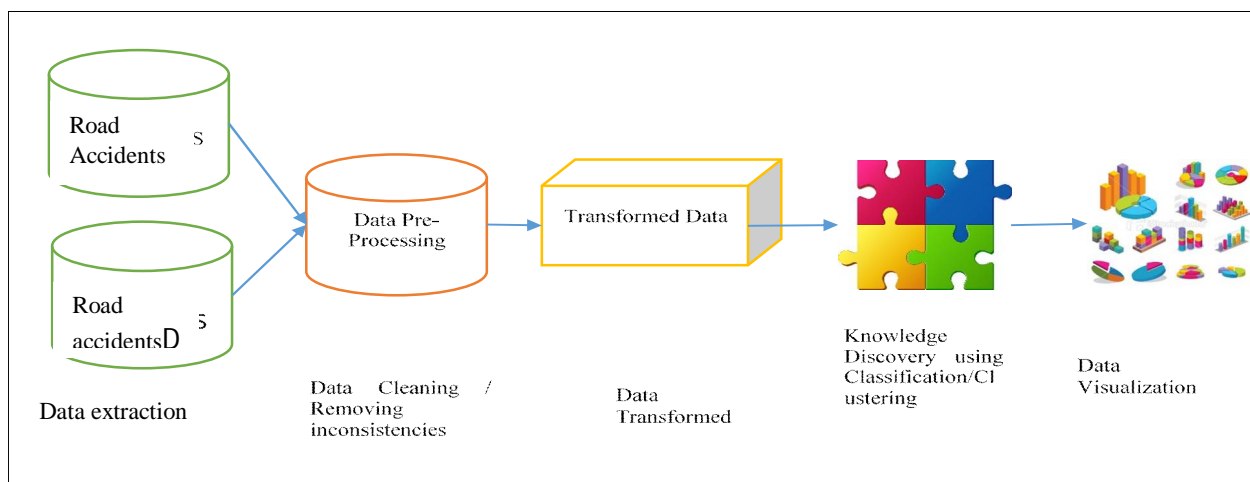 Road
Accidents s
Road
accidentsD s
Data Pre-
Processing
Transformed Data
Data extraction
Data Cleaning /
Removing
inconsistencies
Data
Transformed
Knowledge
Discovery using
Classification/Cl
ustering
Data
Visualization